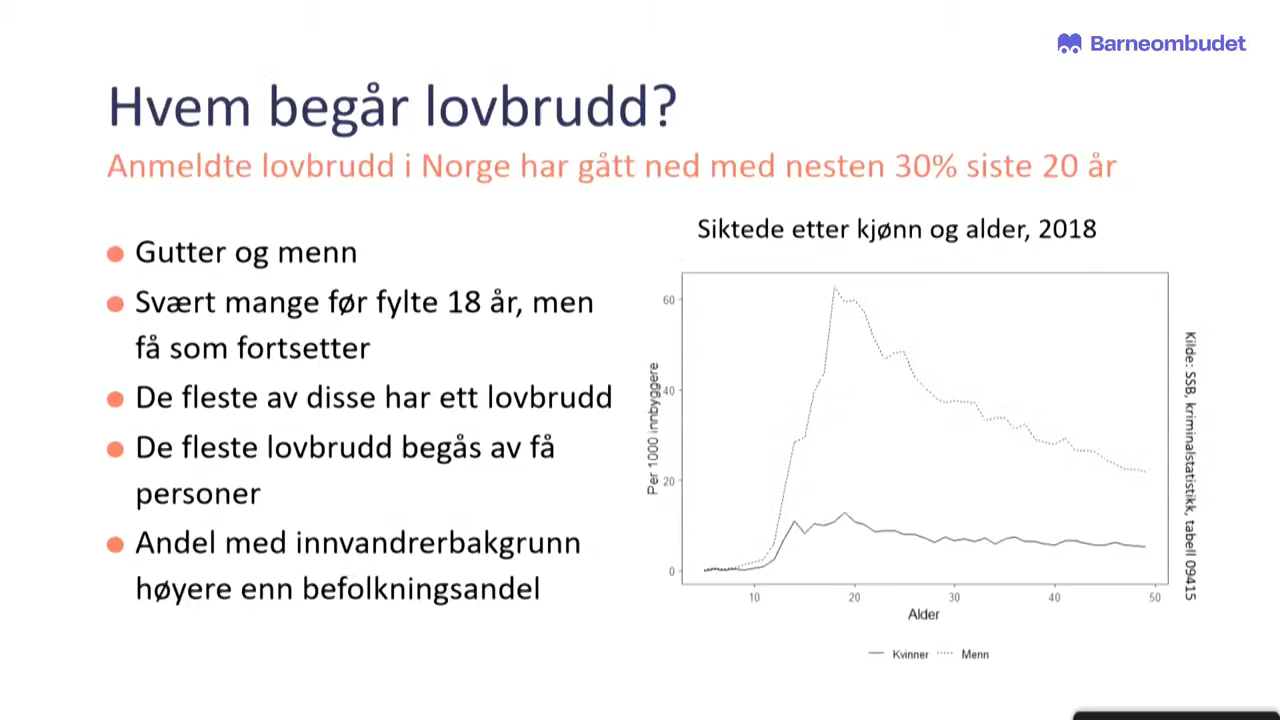 Barneombudet
Hvem begår lovbrudd?
Anmeldte lovbrudd i Norge har gått ned med nesten 30% siste 20 år
Gutter og menn
Svært mange før fylte 18 år, men
få som fortsetter
De fleste av disse har ett lovbrudd
De fleste lovbrudd begås av få
personer
Andel med innvandrerbakgrunn
høyere enn befolkningsandel
Siktede etter kjønn og alder, 2018
Per 1000 innbyggere
60
40
20
0
10 20 30 40 50
Alder
Kvinner Menn
Kilde: SSB, kriminalstatistikk, tabell 09415